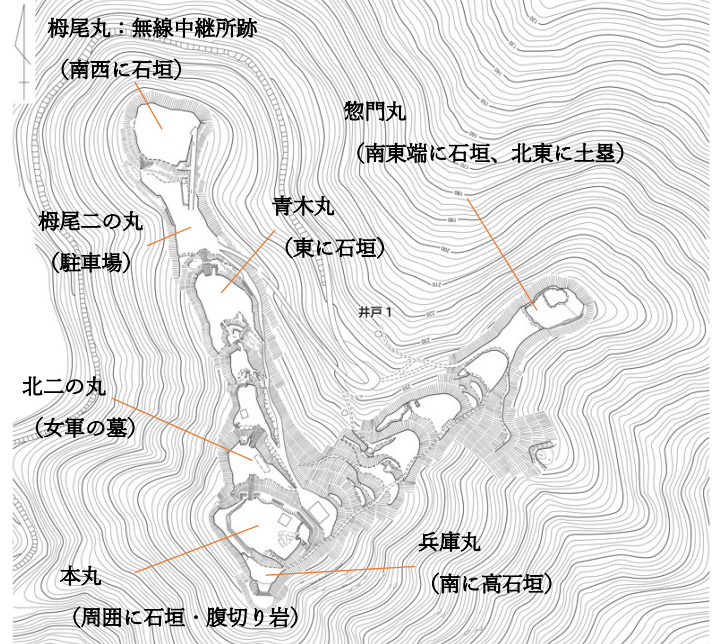 栂尾丸：無線中継所跡
（南西に石垣）
惣門丸
（南東端に石垣、北東に土塁）
栂尾二の丸
（駐車場）
青木丸
（東に石垣）
井戸１
北二の丸
（女軍の墓）
兵庫丸
（南に高石垣）
本丸
（周囲に石垣・腹切り岩）